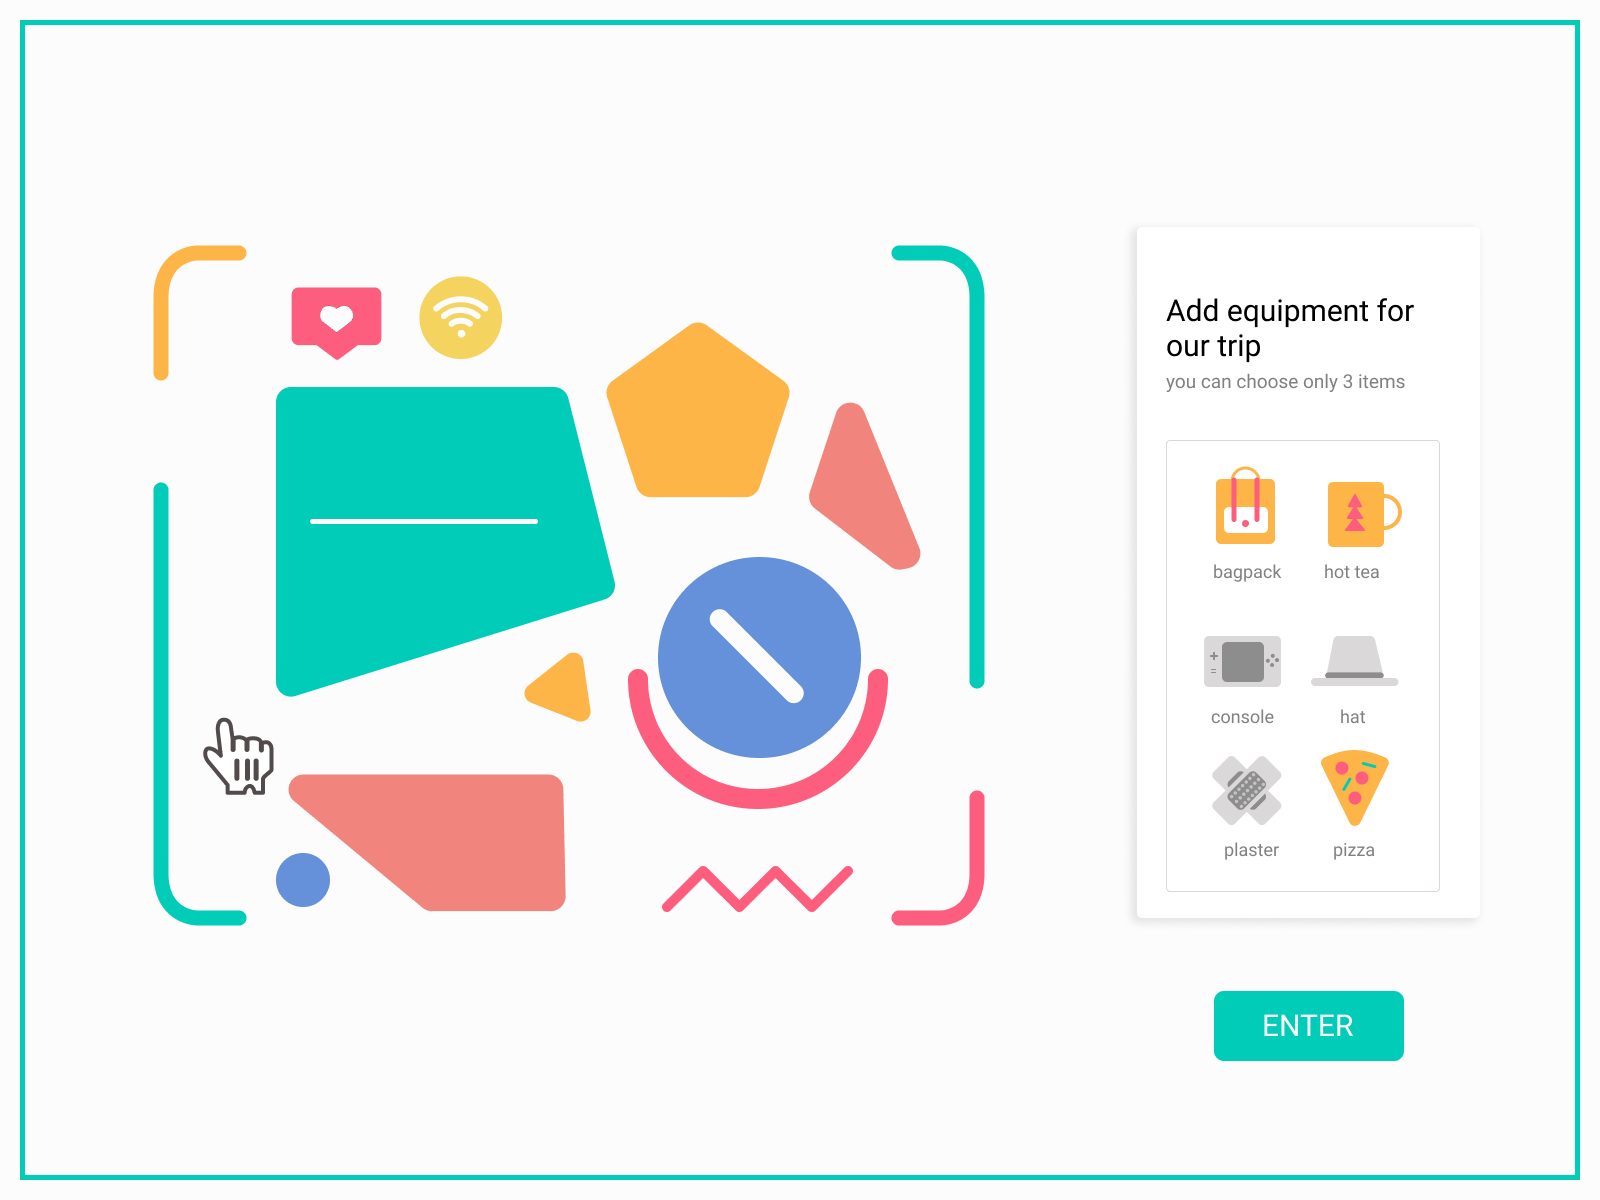 Add equipment for
our trip
you can choose only 3 items
bagpack
hot tea
console
hat
plaster
pizza
ENTER